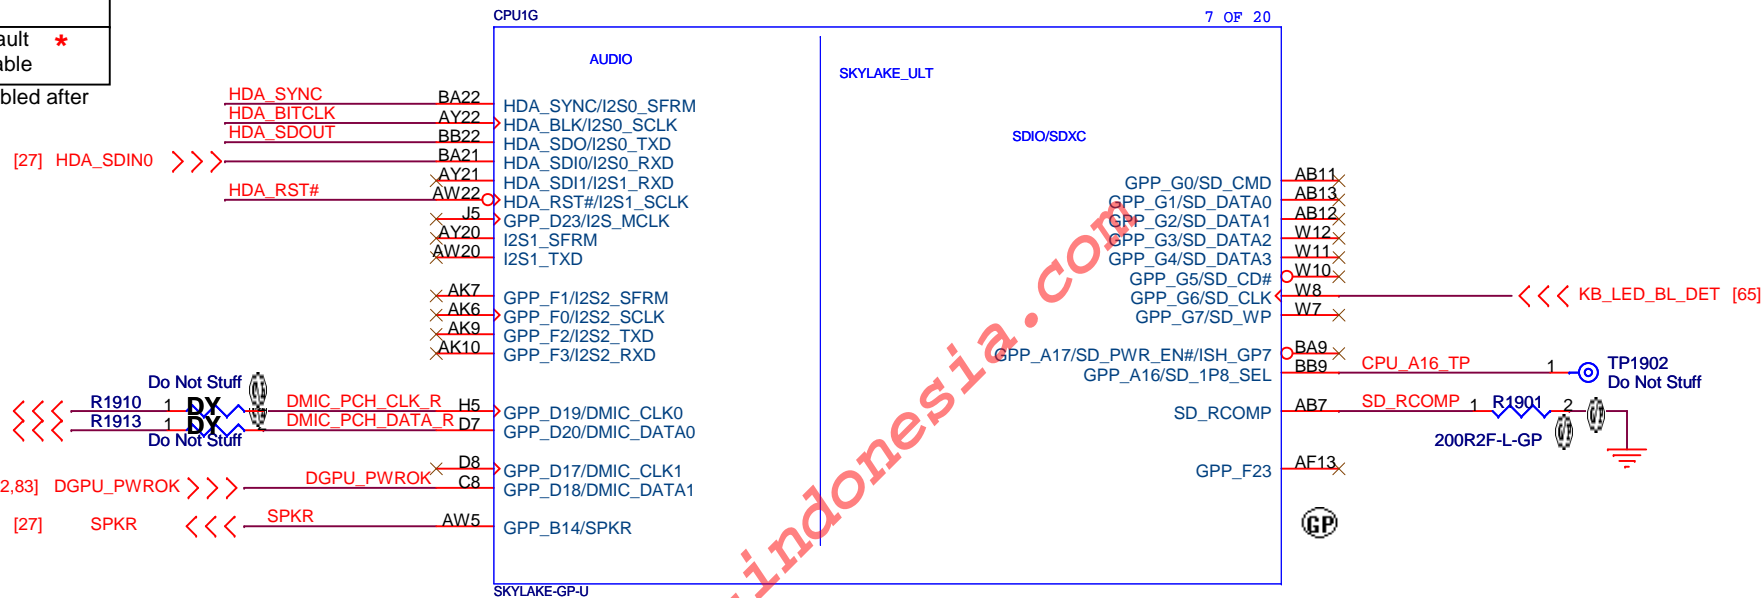 CPU1G
7 OF 20
ault *
able
bled after
AUDIO
SKYLAKE_ULT
SDIO/SDXC
HDA_SYNC BA22 HDA_SYNC/I2S0_SFRM
HDA_BITCLK AY22 HDA_BLK/I2S0_SCLK
HDA_SDOUT BB22 HDA_SDO/I2S0_TXD
[27] HDA_SDIN0 BA21 HDA_SDI0/I2S0_RXD
AY21 HDA_SDI1/I2S1_RXD
HDA_RST# AW22 HDA_RST#/I2S1_SCLK
J5 GPP_D23/I2S_MCLK
AY20 I2S1_SFRM
AW20 I2S1_TXD
AK7 GPP_F1/I2S2_SFRM
AK6 GPP_F0/I2S2_SCLK
AK9 GPP_F2/I2S2_TXD
AK10 GPP_F3/I2S2_RXD
Do Not Stuff
R1910 1 DY DMIC_PCH_CLK_R H5 GPP_D19/DMIC_CLK0
R1913 1 DY DMIC_PCH_DATA_R D7 GPP_D20/DMIC_DATA0
Do Not Stuff
D8 GPP_D17/DMIC_CLK1
2,83] DGPU_PWROK DGPU_PWROK C8 GPP_D18/DMIC_DATA1
[27] SPKR SPKR AW5 GPP_B14/SPKR
GPP_G0/SD_CMD AB11
GPP_G1/SD_DATA0 AB13
GPP_G2/SD_DATA1 AB12
GPP_G3/SD_DATA2 W12
GPP_G4/SD_DATA3 W11
GPP_G5/SD_CD# W10
GPP_G6/SD_CLK W8 KB_LED_BL_DET [65]
GPP_G7/SD_WP W7
GPP_A17/SD_PWR_EN#/ISH_GP7 BA9
GPP_A16/SD_1P8_SEL BB9 CPU_A16_TP 1 TP1902
Do Not Stuff
SD_RCOMP AB7 SD_RCOMP 1 R1901 2
200R2F-L-GP
GPP_F23 AF13
GP
SKYLAKE-GP-U
indonesia.com